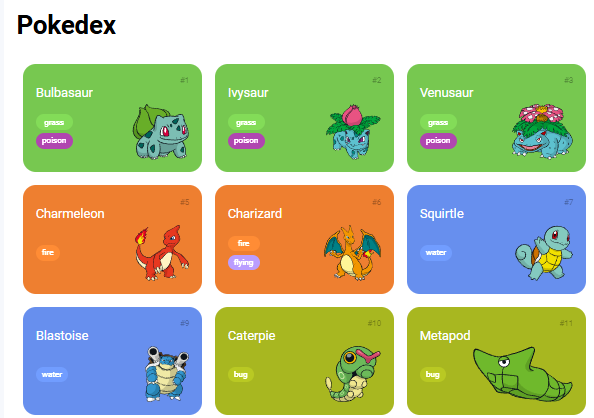 Pokedex
#1
Bulbasaur
grass
poison
#2
Ivysaur
grass
poison
#3
Venusaur
grass
poison
#5
Charmeleon
fire
#6
Charizard
fire
flying
#7
Squirtle
water
#9
Blastoise
water
#10
Caterpie
bug
#11
Metapod
bug